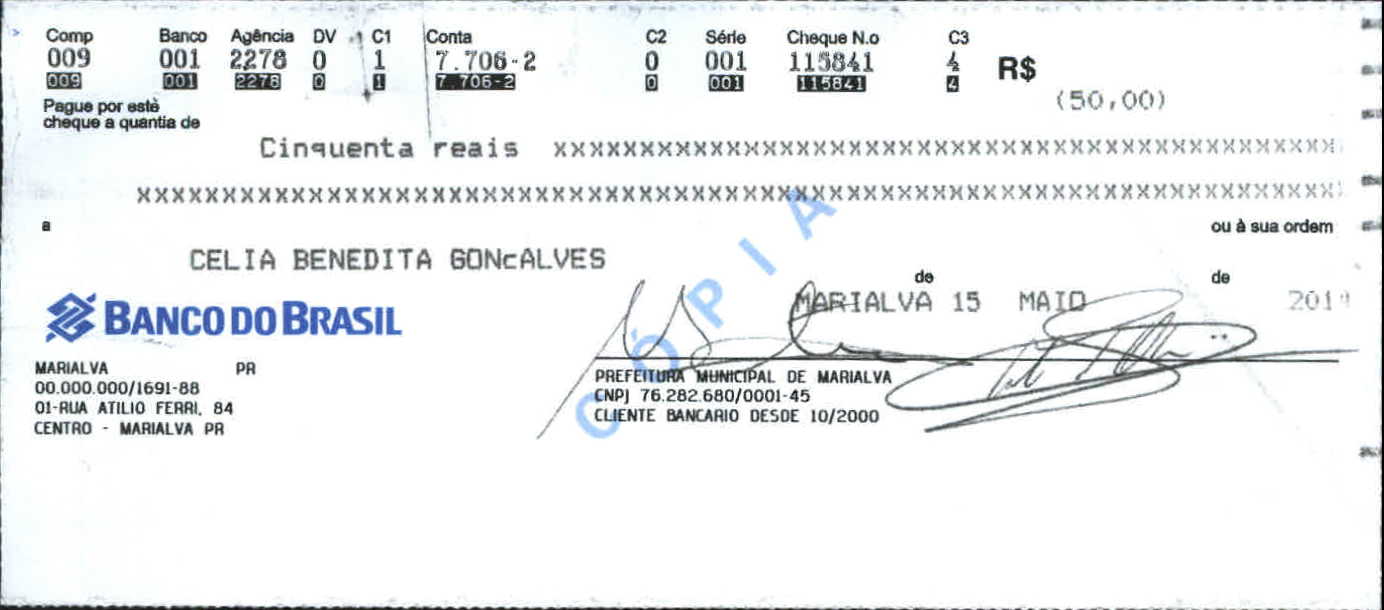 Comp Banco Agência DV C1 Conta C2 Série Cheque N.o C3
009 001 2278 0 1 7.706-2 0 001 115841 4 R$
009 001 2278 0 1 7.706-2 0 001 115841 4
(50,00)
Pague por este
cheque a quantia de
Cinquenta reais xxxxxxxxxxxxxxxxxxxxxxxxxxxxxxxxxxxxxxxxxxxxx
xxxxxxxxxxxxxxxxxxxxxxxxxxxxxxxxxxxxxxxxxxxxxxxxxxxxxxxxxxxxxxxxxxxxx
a ou à sua ordem
CELIA BENEDITA GONcALVES
de de
MARIALVA 15 MAIO
BANCO DO BRASIL
CÓPIA
MARIALVA PR
00.000.000/1691-88
01-RUA ATILIO FERRI, 84
CENTRO - MARIALVA PR
PREFEITURA MUNICIPAL DE MARIALVA
CNPJ 76.282.680/0001-45
CLIENTE BANCARIO DESDE 10/2000